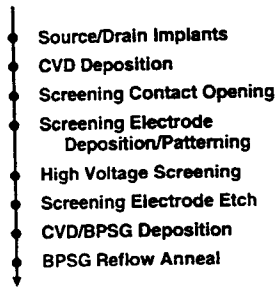 Source/Drain Implants
CVD Deposition
Screening Contact Opening
Screening Electrode
Deposition/Patterning
High Voltage Screening
Screening Electrode Etch
CVD/BPSG Deposition
BPSG Reflow Anneal